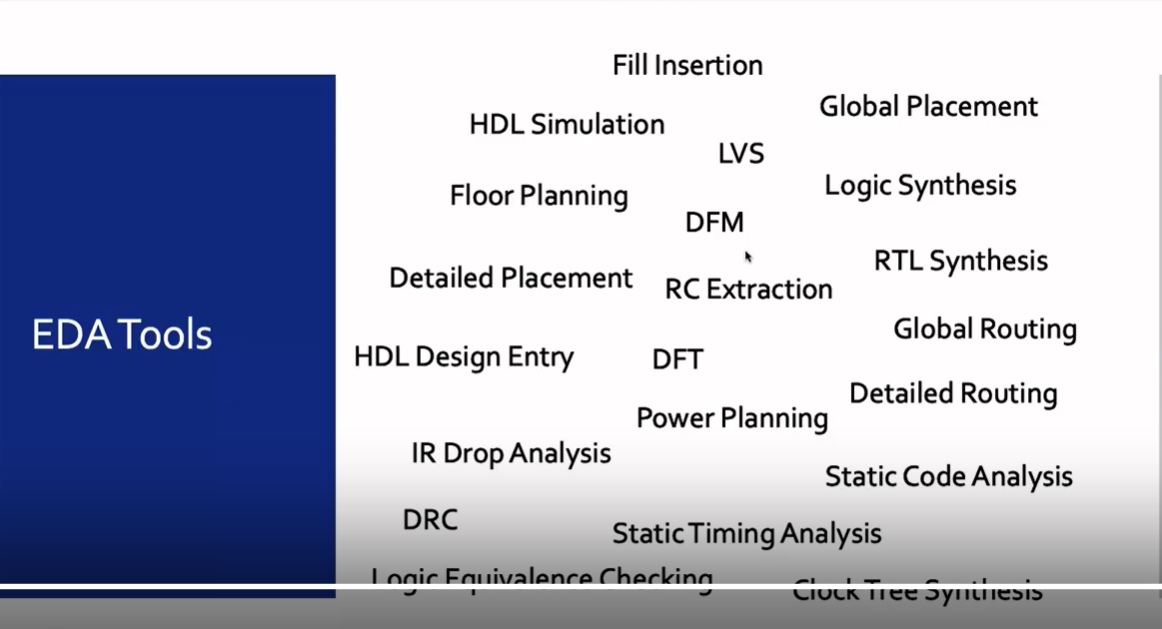 EDA Tools
Fill Insertion
Global Placement
HDL Simulation
LVS
Logic Synthesis
Floor Planning
DFM
RTL Synthesis
Detailed Placement
RC Extraction
Global Routing
HDL Design Entry
DFT
Detailed Routing
Power Planning
IR Drop Analysis
Static Code Analysis
DRC
Static Timing Analysis
Logic Equivalence Checking
Clock Tree Synthesis